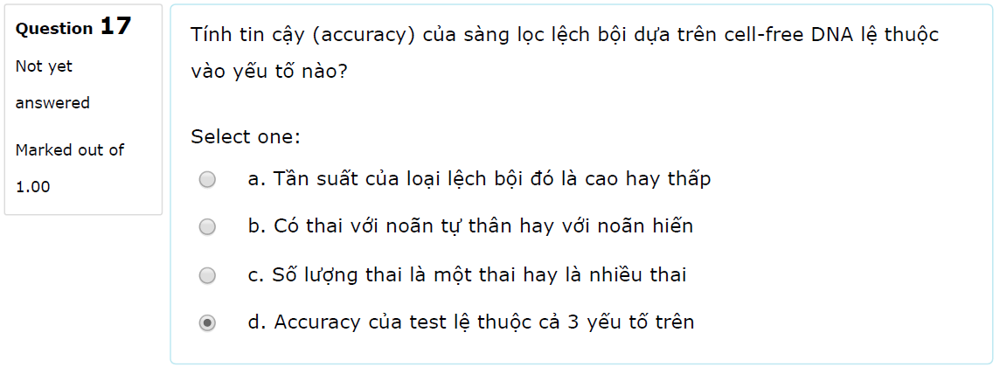 Question 17
Not yet
answered
Marked out of
1.00
Tính tin cậy (accuracy) của sàng lọc lệch bội dựa trên cell-free DNA lệ thuộc
vào yếu tố nào?
Select one:
a. Tần suất của loại lệch bội đó là cao hay thấp
b. Có thai với noãn tự thân hay với noãn hiến
c. Số lượng thai là một thai hay là nhiều thai
d. Accuracy của test lệ thuộc cả 3 yếu tố trên